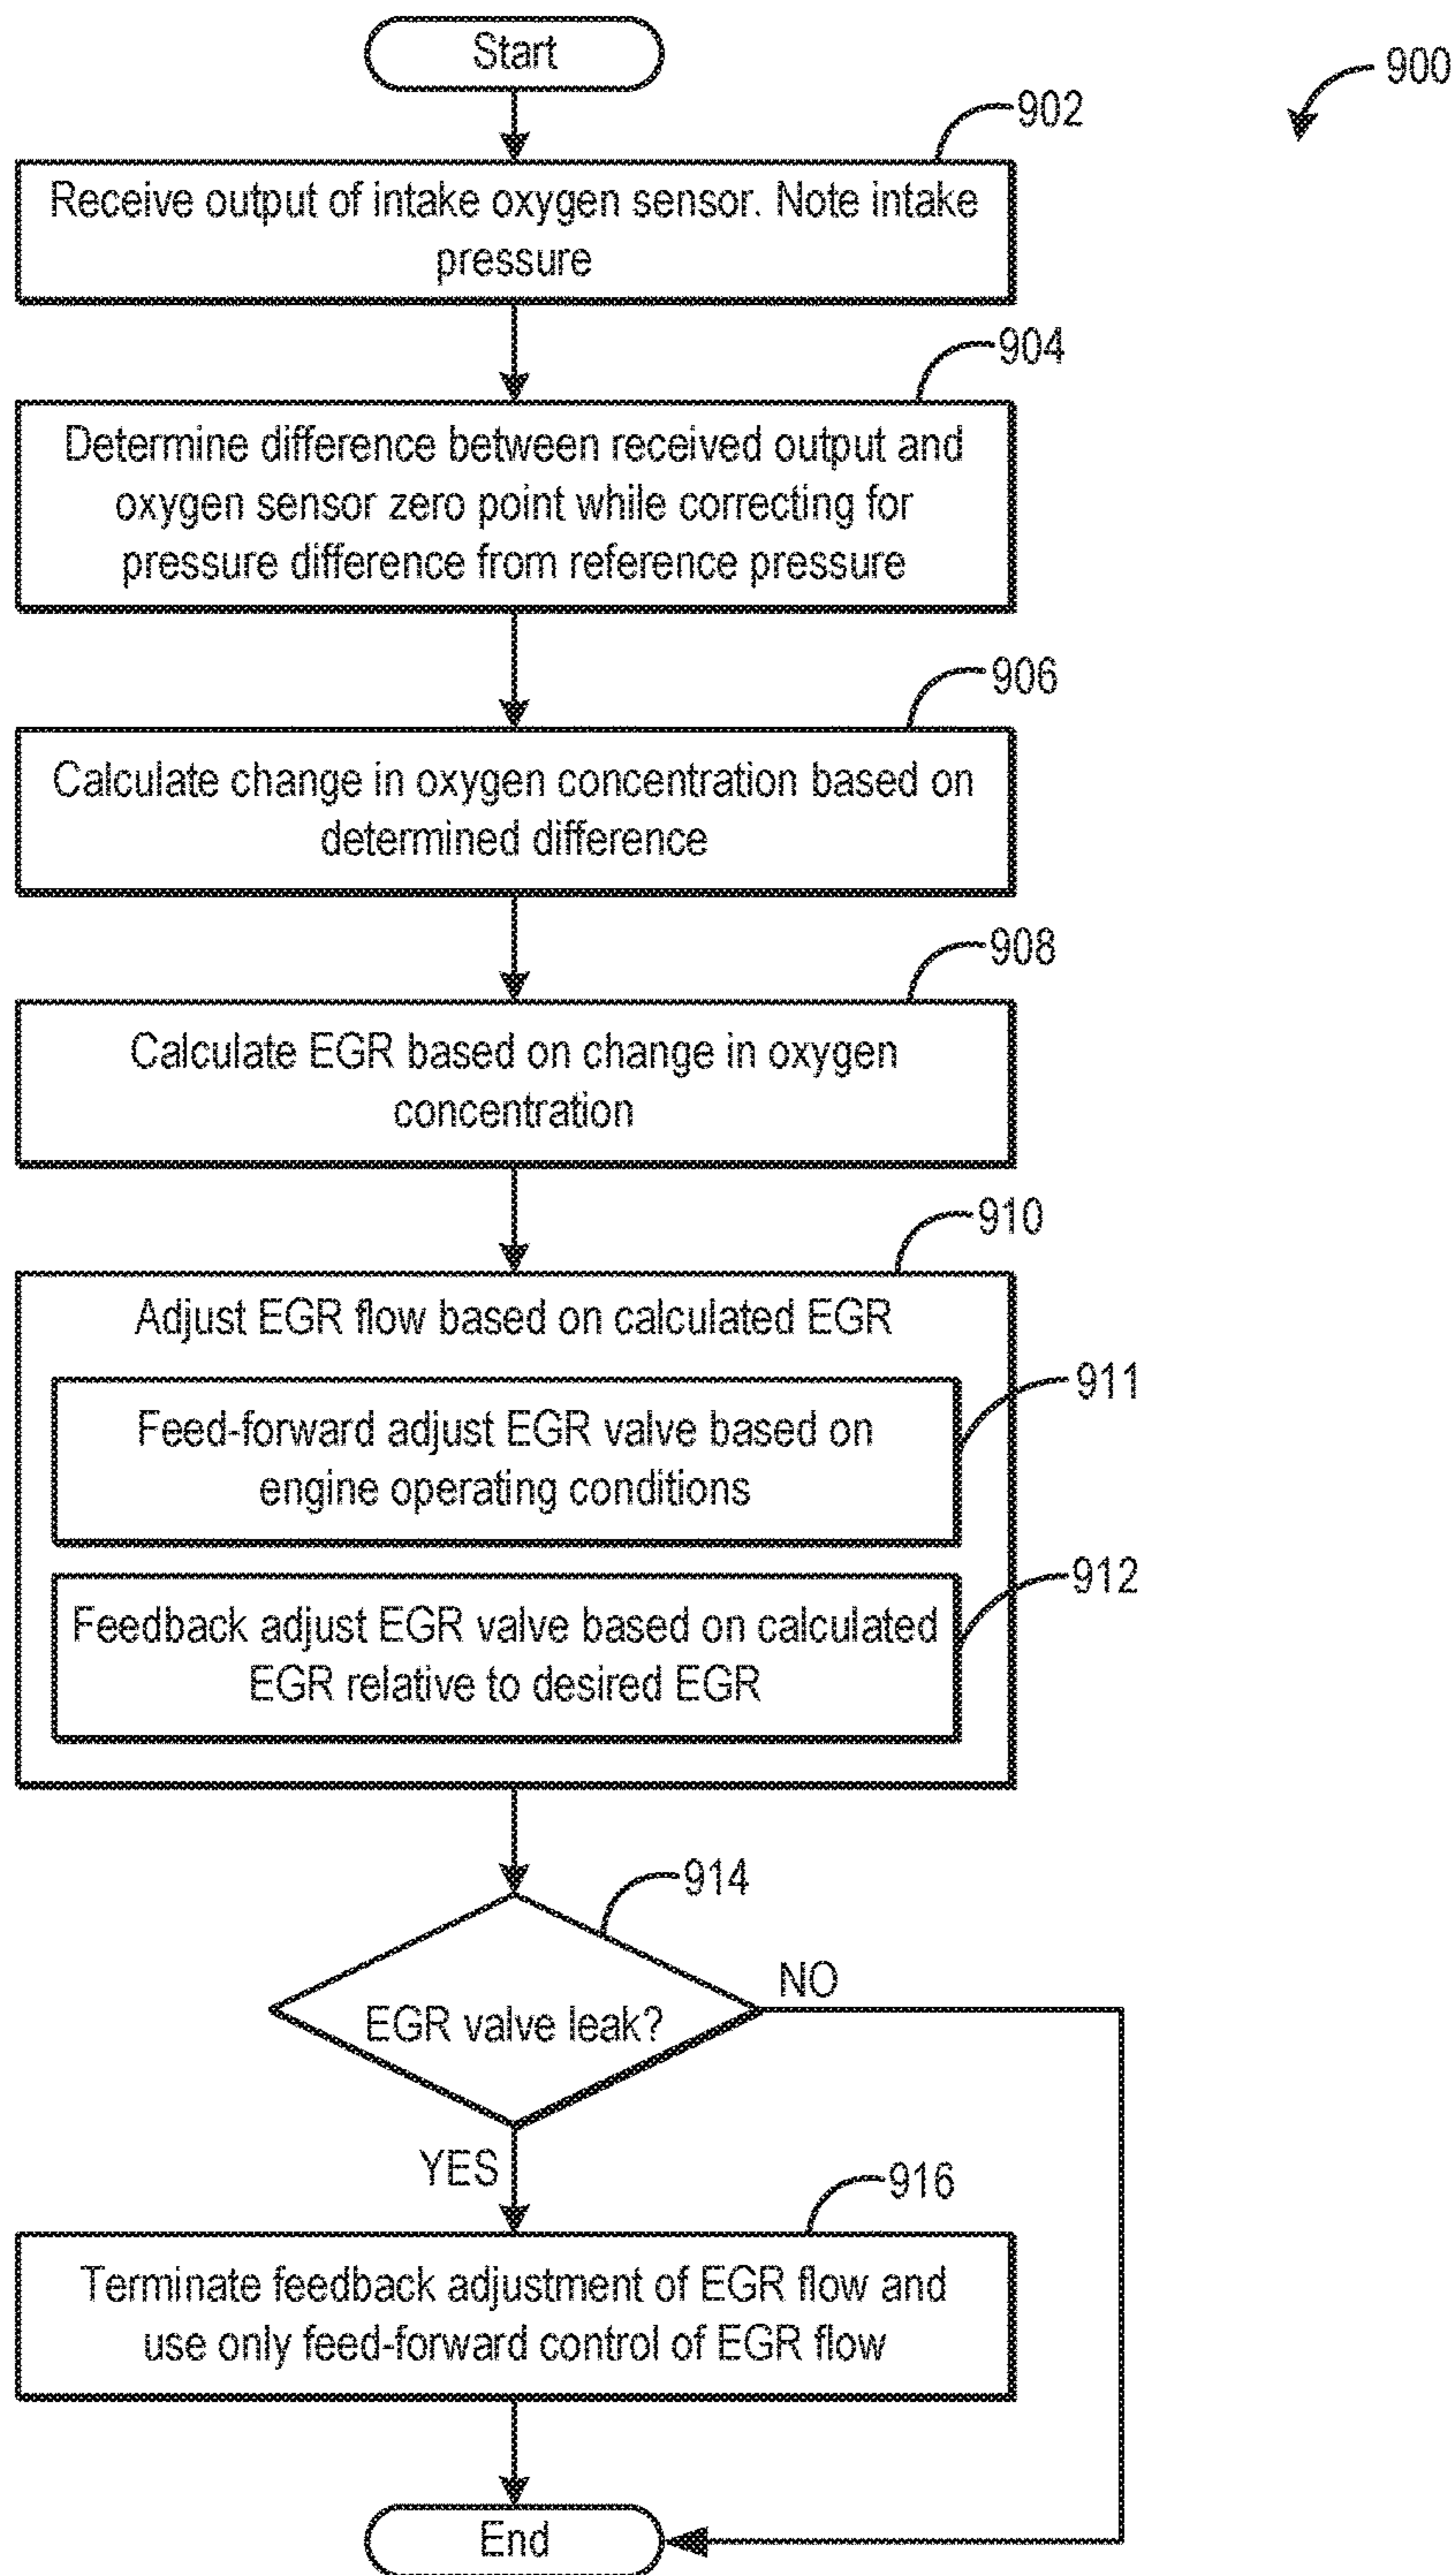 Start
900
902
Receive output of intake oxygen sensor. Note intake
pressure
904
Determine difference between received output and
oxygen sensor zero point while correcting for
pressure difference from reference pressure
906
Calculate change in oxygen concentration based on
determined difference
908
Calculate EGR based on change in oxygen
concentration
910
Adjust EGR flow based on calculated EGR
911
Feed-forward adjust EGR valve based on
engine operating conditions
912
Feedback adjust EGR valve based on calculated
EGR relative to desired EGR
914
EGR valve leak?
NO
YES
916
Terminate feedback adjustment of EGR flow and
use only feed-forward control of EGR flow
End